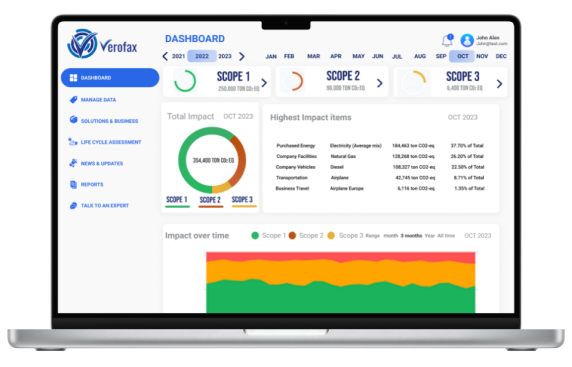 Verofax
DASHBOARD
MANAGE DATA
SOLUTIONS & BUSINESS
LIFE CYCLE ASSESSMENT
NEWS & UPDATES
REPORTS
TALK TO AN EXPERT
DASHBOARD
John Alex
2021 2022 2023
JAN FEB MAR APR MAY JUN JUL AUG SEP OCT NOV DEC
SCOPE 1
250,000 TON CO2 EQ
SCOPE 2
98,000 TON CO2 EQ
SCOPE 3
6,400 TON CO2 EQ
Total Impact OCT 2023
354,400 TON CO2 EQ
SCOPE 1 SCOPE 2 SCOPE 3
Highest Impact items OCT 2023
Purchased Energy Electricity (Average mix) 184,463 ton CO2-eq 37.70% of Total
Company Facilities Natural Gas 128,268 ton CO2-eq 26.20% of Total
Company Vehicles Diesel 108,327 ton CO2-eq 22.50% of Total
Transportation Airplane 42,745 ton CO2-eq 8.71% of Total
Business Travel Airplane Europe 6,116 ton CO2-eq 1.35% of Total
Impact over time Scope 1 Scope 2 Scope 3 Range month 3 months Year All time OCT 2023